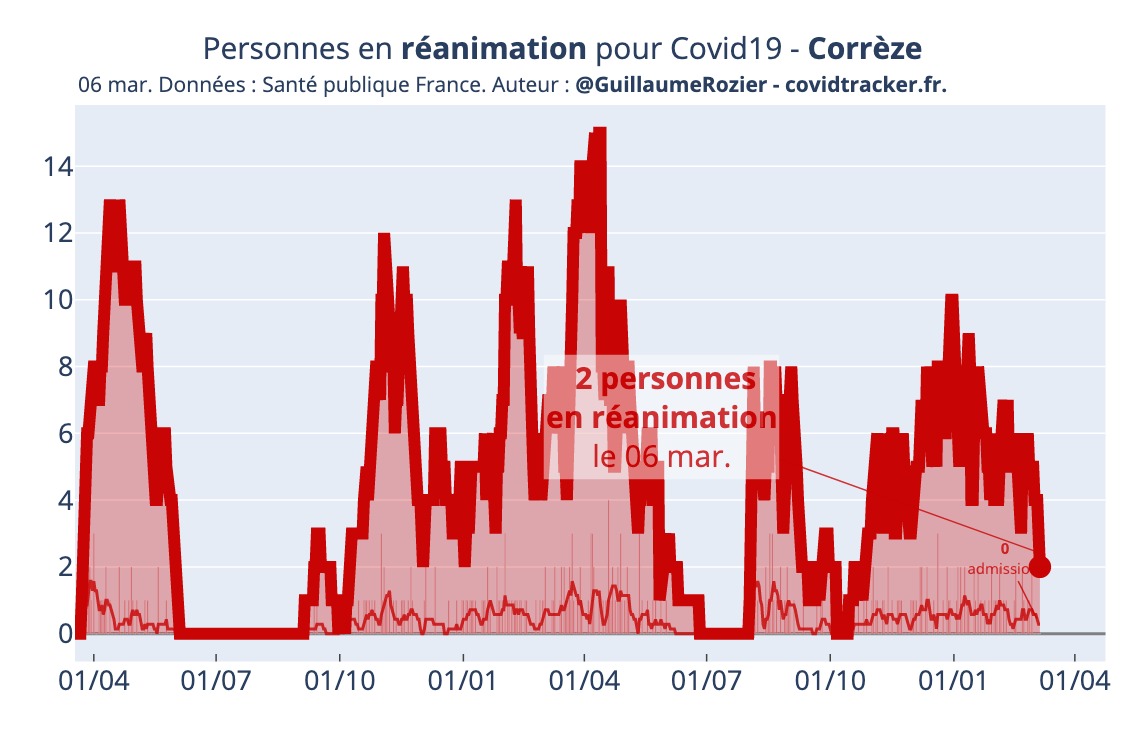 Personnes en réanimation pour Covid19 - Corrèze
06 mar. Données : Santé publique France. Auteur : @GuillaumeRozier - covidtracker.fr.
14
12
10
8
6
4
2
0
2 personnes
en réanimation
le 06 mar.
0
admissio
01/04 01/07 01/10 01/01 01/04 01/07 01/10 01/01 01/04